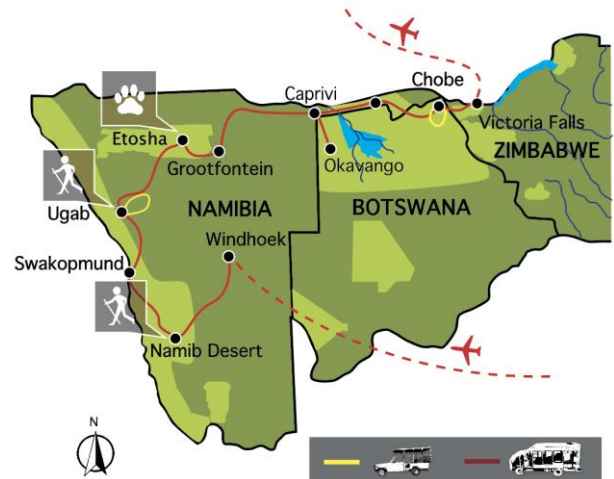 Chobe
Caprivi
Victoria Falls
Etosha
ZIMBABWE
Grootfontein
Okavango
Ugab
NAMIBIA
BOTSWANA
Windhoek
Swakopmund
Namib Desert
N